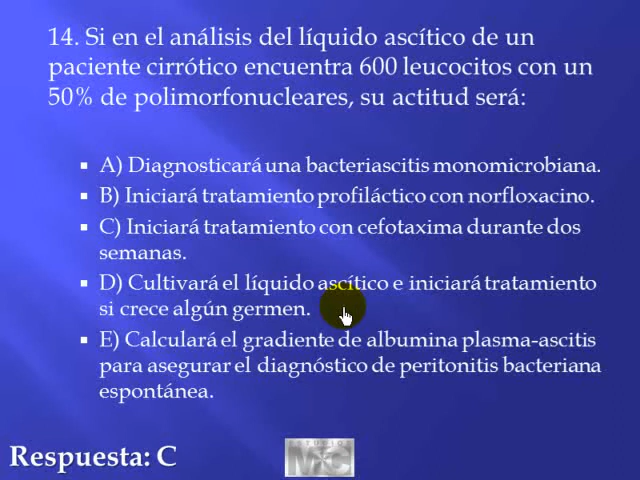 14. Si en el análisis del líquido ascítico de un
paciente cirrótico encuentra 600 leucocitos con un
50% de polimorfonucleares, su actitud será:
A) Diagnosticará una bacteriascitis monomicrobiana.
B) Iniciará tratamiento profiláctico con norfloxacino.
C) Iniciará tratamiento con cefotaxima durante dos
semanas.
D) Cultivará el líquido ascítico e iniciará tratamiento
si crece algún germen.
E) Calculará el gradiente de albumina plasma-ascitis
para asegurar el diagnóstico de peritonitis bacteriana
espontánea.
Respuesta: C
ESTUDIOS
MC